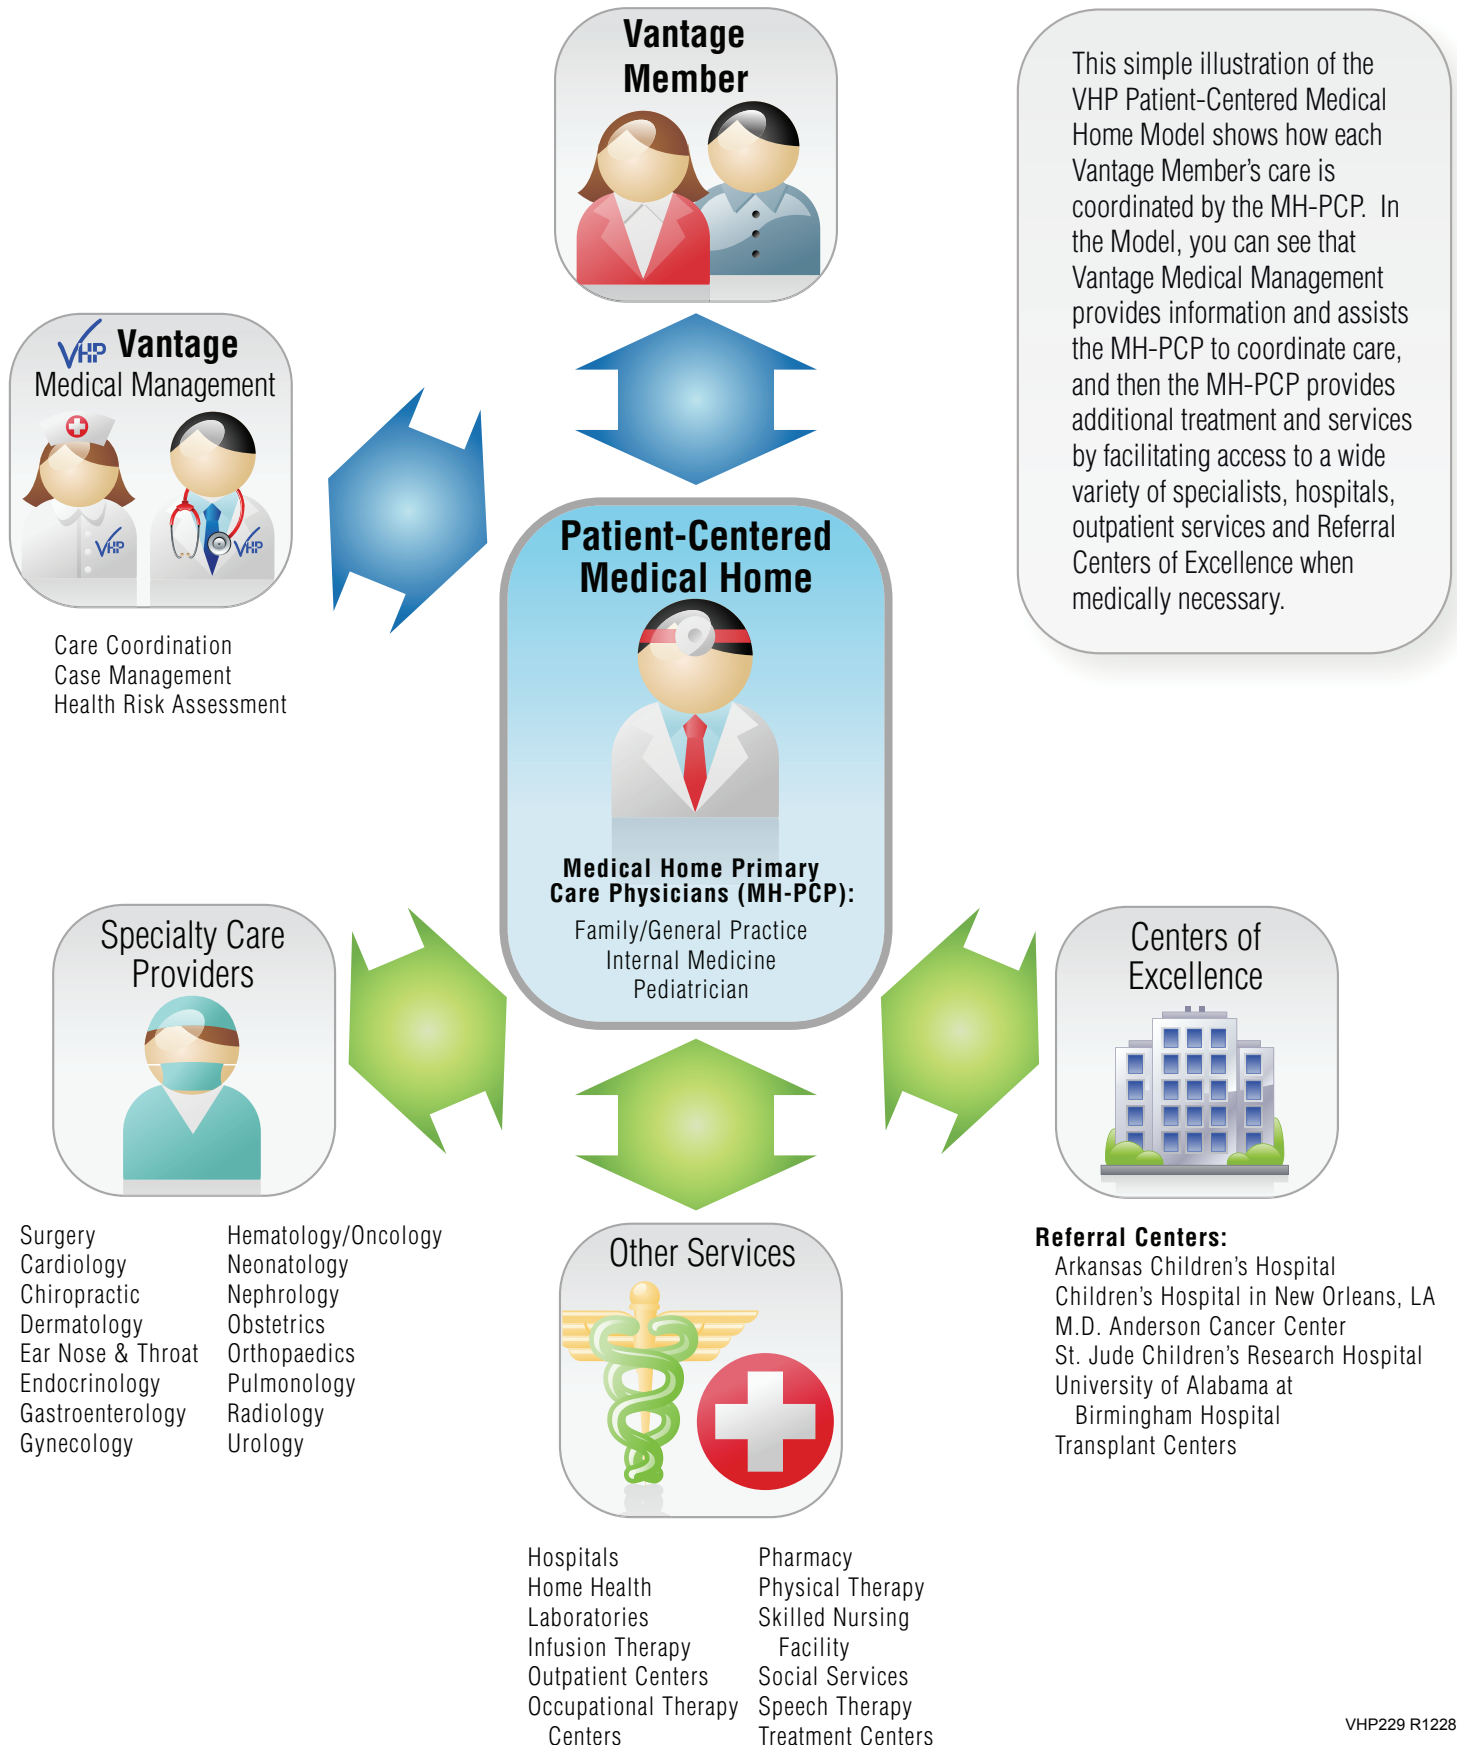 Vantage
Member
This simple illustration of the
VHP Patient-Centered Medical
Home Model shows how each
Vantage Member's care is
coordinated by the MH-PCP.  In
the Model, you can see that
Vantage Medical Management
provides information and assists
the MH-PCP to coordinate care,
and then the MH-PCP provides
additional treatment and services
by facilitating access to a wide
variety of specialists, hospitals,
outpatient services and Referral
Centers of Excellence when
medically necessary.
VHP Vantage
Medical Management
VHP
VHP
Care Coordination
Case Management
Health Risk Assessment
Patient-Centered
Medical Home
Medical Home Primary
Care Physicians (MH-PCP):
Family/General Practice
Internal Medicine
Pediatrician
Specialty Care
Providers
Surgery
Cardiology
Chiropractic
Dermatology
Ear Nose & Throat
Endocrinology
Gastroenterology
Gynecology
Hematology/Oncology
Neonatology
Nephrology
Obstetrics
Orthopaedics
Pulmonology
Radiology
Urology
Other Services
Hospitals
Home Health
Laboratories
Infusion Therapy
Outpatient Centers
Occupational Therapy
Centers
Pharmacy
Physical Therapy
Skilled Nursing
Facility
Social Services
Speech Therapy
Treatment Centers
Centers of
Excellence
Referral Centers:
Arkansas Children's Hospital
Children's Hospital in New Orleans, LA
M.D. Anderson Cancer Center
St. Jude Children's Research Hospital
University of Alabama at
Birmingham Hospital
Transplant Centers
VHP229 R1228